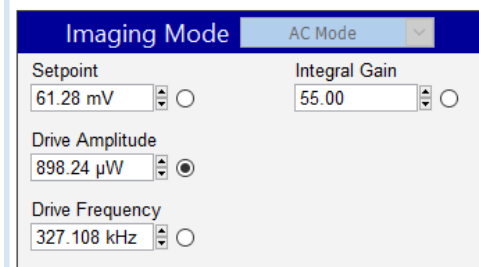 Imaging Mode AC Mode
Setpoint Integral Gain
61.28 mV 55.00
Drive Amplitude
898.24 µW
Drive Frequency
327.108 kHz